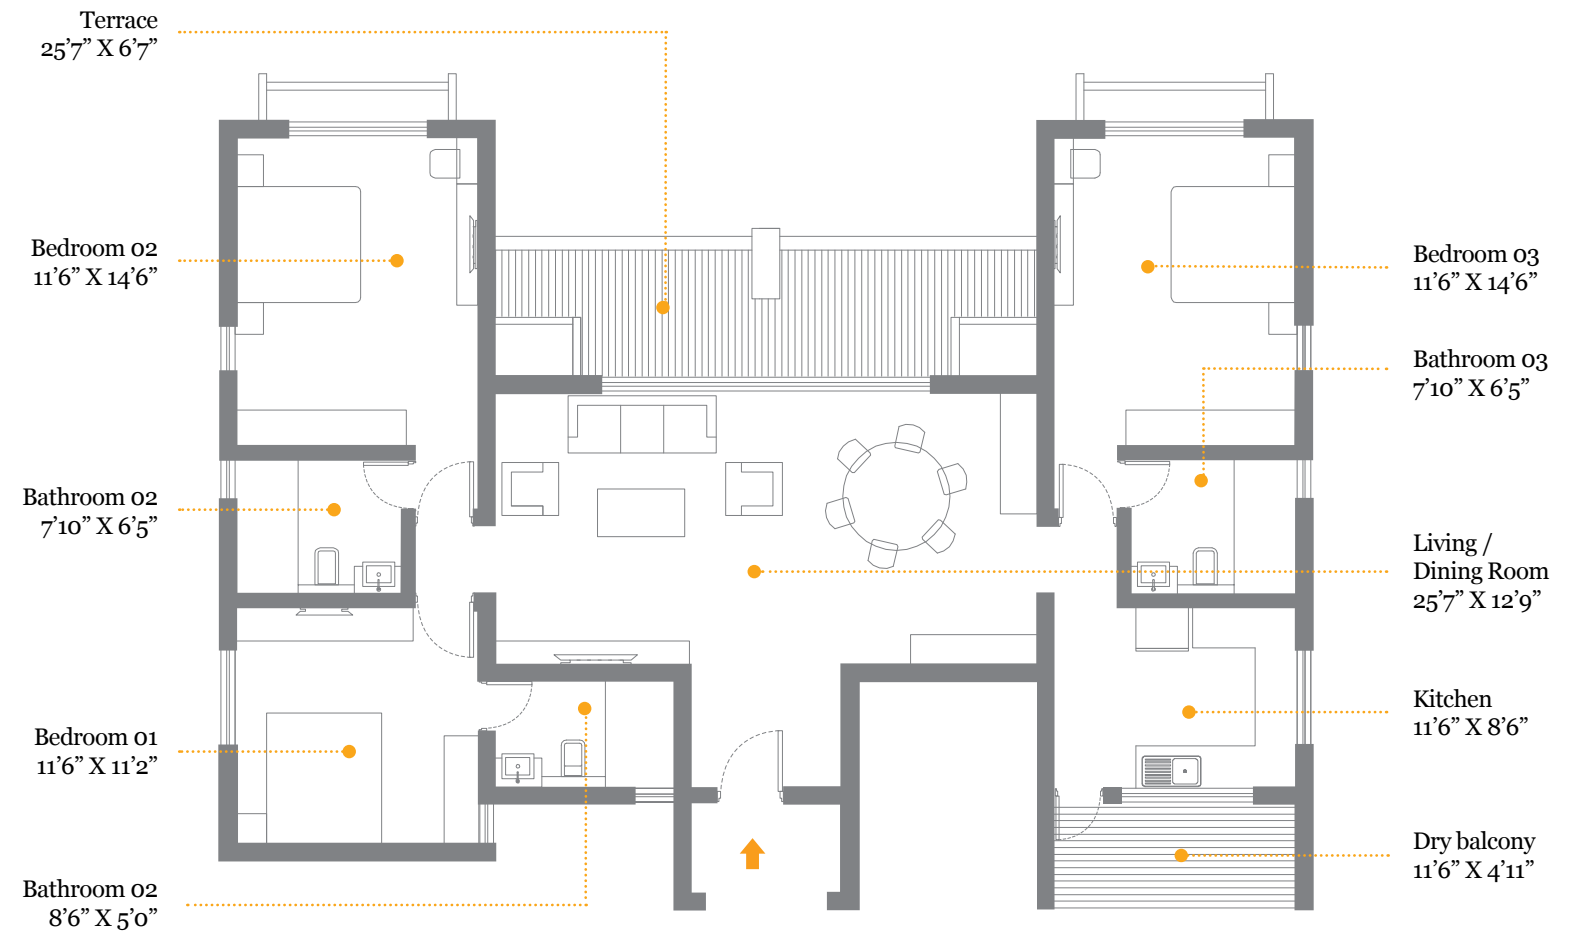 Terrace
25’7” X 6’7”
Bedroom 02
11’6” X 14’6”
Bathroom 02
7’10” X 6’5”
Bedroom 01
11’6” X 11’2”
Bathroom 02
8’6” X 5’0”
Bedroom 03
11’6” X 14’6”
Bathroom 03
7’10” X 6’5”
Living /
Dining Room
25’7” X 12’9”
Kitchen
11’6” X 8’6”
Dry balcony
11’6” X 4’11”